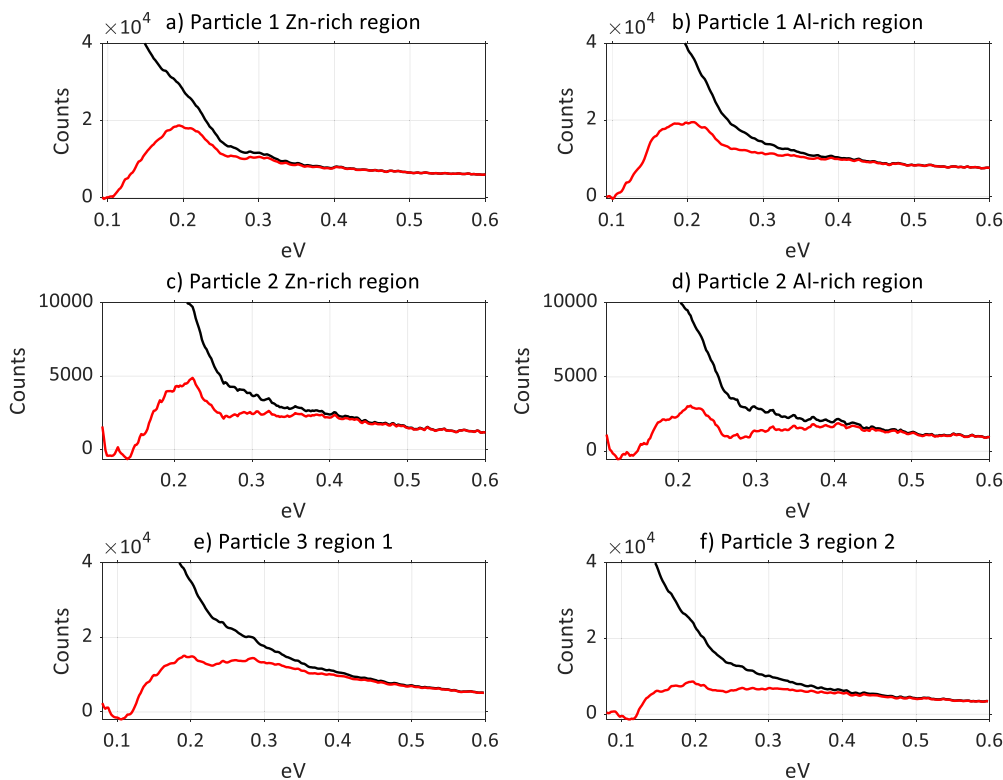 a) Particle 1 Zn-rich region
×10⁴
4
2
0
Counts
0.1 0.2 0.3 0.4 0.5 0.6
eV
b) Particle 1 Al-rich region
×10⁴
4
2
0
Counts
0.1 0.2 0.3 0.4 0.5 0.6
eV
c) Particle 2 Zn-rich region
10000
5000
0
Counts
0.2 0.3 0.4 0.5 0.6
eV
d) Particle 2 Al-rich region
10000
5000
0
Counts
0.2 0.3 0.4 0.5 0.6
eV
e) Particle 3 region 1
×10⁴
4
2
0
Counts
0.1 0.2 0.3 0.4 0.5 0.6
eV
f) Particle 3 region 2
×10⁴
4
2
0
Counts
0.1 0.2 0.3 0.4 0.5 0.6
eV